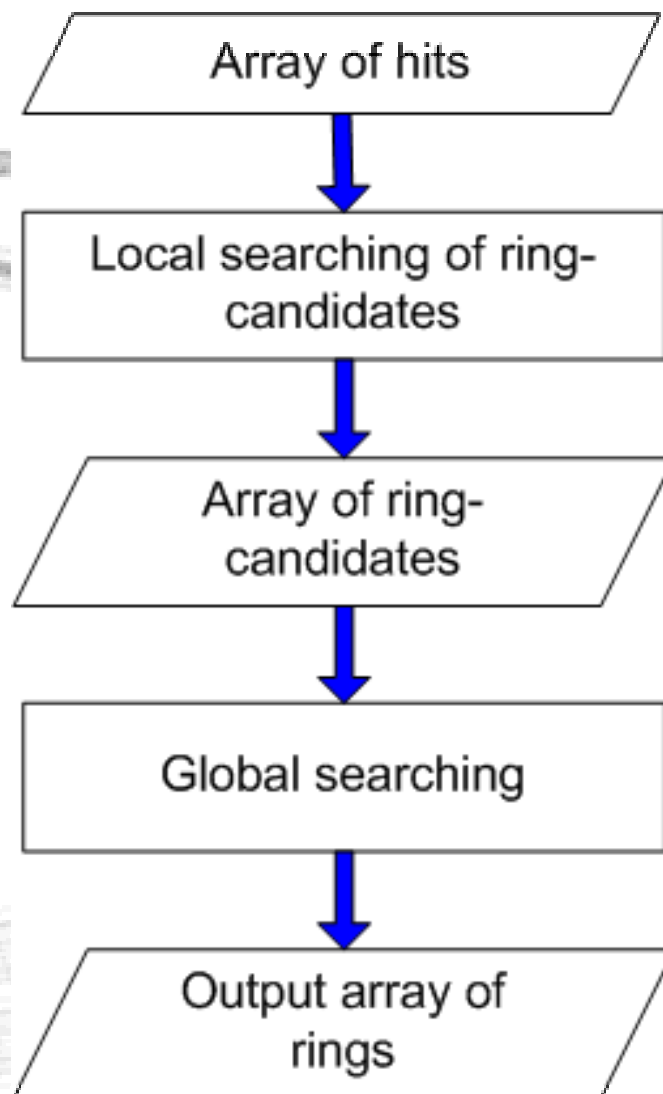 Array of hits
Local searching of ring-
candidates
Array of ring-
candidates
Global searching
Output array of
rings